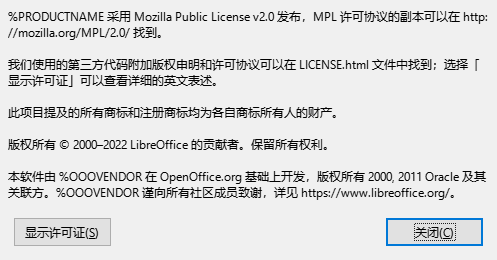 %PRODUCTNAME 采用 Mozilla Public License v2.0 发布，MPL 许可协议的副本可以在 http:
//mozilla.org/MPL/2.0/ 找到。
我们使用的第三方代码附加版权申明和许可协议可以在 LICENSE.html 文件中找到；选择「
显示许可证」可以查看详细的英文表述。
此项目提及的所有商标和注册商标均为各自商标所有人的财产。
版权所有 © 2000–2022 LibreOffice 的贡献者。保留所有权利。
本软件由 %OOOVENDOR 在 OpenOffice.org 基础上开发，版权所有 2000, 2011 Oracle 及其
关联方。%OOOVENDOR 谨向所有社区成员致谢，详见 https://www.libreoffice.org/。
显示许可证(S)
关闭(C)